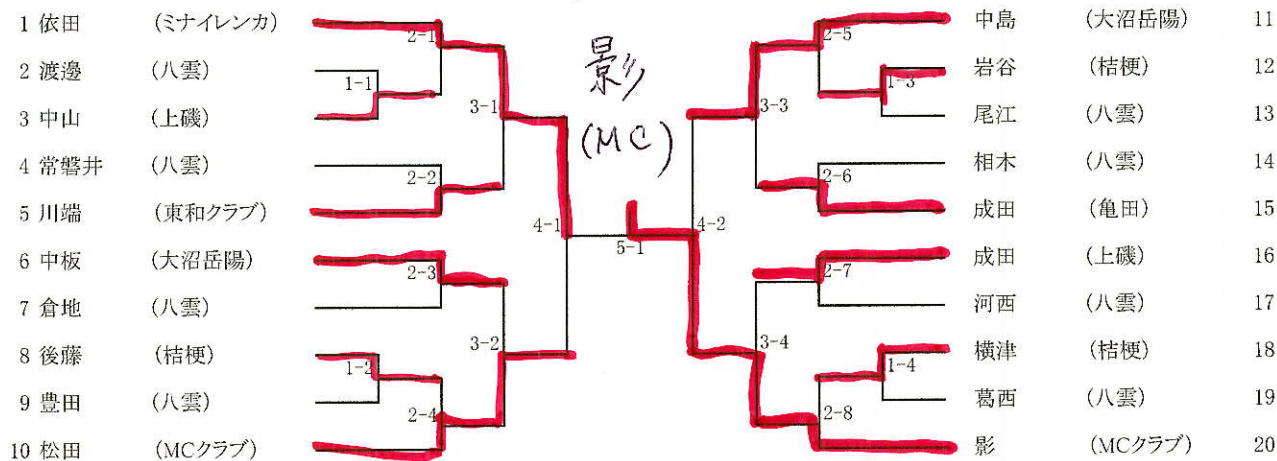 1 依田 (ミナイレンカ)
2 渡邊 (八雲)
3 中山 (上磯)
4 常磐井 (八雲)
5 川端 (東和クラブ)
6 中板 (大沼岳陽)
7 倉地 (八雲)
8 後藤 (桔梗)
9 豊田 (八雲)
10 松田 (MCクラブ)
1-1
1-2
2-1
2-2
2-3
2-4
3-1
3-2
4-1
影
(MC)
5-1
4-2
3-3
3-4
2-5
2-6
2-7
2-8
1-3
1-4
中島 (大沼岳陽) 11
岩谷 (桔梗) 12
尾江 (八雲) 13
相木 (八雲) 14
成田 (亀田) 15
成田 (上磯) 16
河西 (八雲) 17
横津 (桔梗) 18
葛西 (八雲) 19
影 (MCクラブ) 20